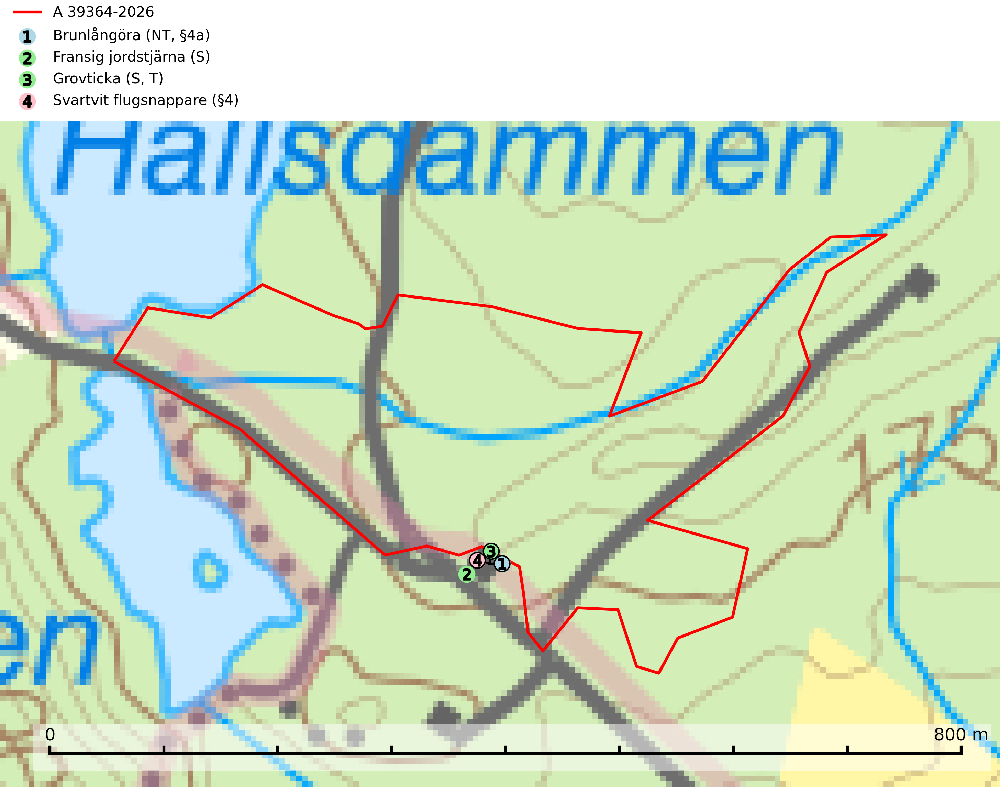 A 39364-2026
1 Brunlångöra (NT, §4a)
2 Fransig jordstjärna (S)
3 Grovticka (S, T)
4 Svartvit flugsnappare (§4)
Hallsdammen
3
4 1
2
en
0 800 m